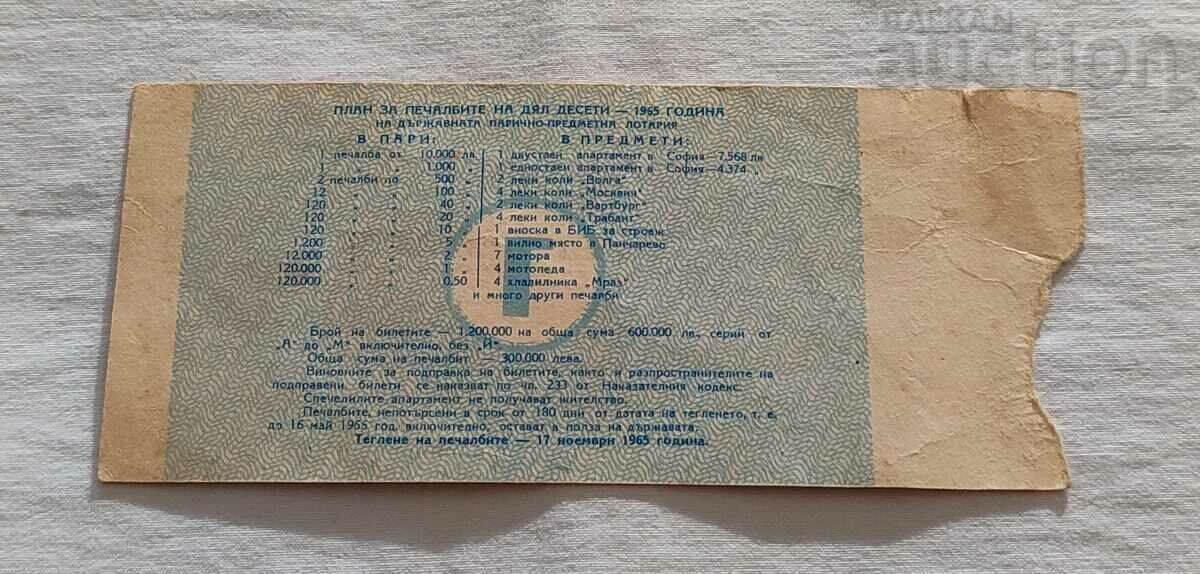 BALKAN
auction
ПЛАН ЗА ПЕЧАЛБИТЕ НА ДЯЛ ДЕСЕТИ — 1965 ГОДИНА
НА ДЪРЖАВНАТА ПАРИЧНО-ПРЕДМЕТНА ЛОТАРИЯ
В ПАРИ: В ПРЕДМЕТИ:
1 печалба от 10.000 лв. 1 двустаен апартамент в София — 7.568 лв
1 " " 1.000 " 1 едностаен апартамент в София — 4.374 "
2 печалби по 500 " 2 леки коли „Волга"
12 " " 100 " 4 леки коли „Москвич"
120 " " 40 " 2 леки коли „Вартбург"
120 " " 20 " 4 леки коли „Трабант"
120 " " 10 " 1 вноска в БИБ за строеж
1.200 " " 5 " 1 вилно място в Панчарево
12.000 " " 2 " 7 мотора
120.000 " " 1 " 4 мотопеда
120.000 " " 0.50 " 4 хладилника „Мраз"
и много други печалби
Брой на билетите — 1.200.000 на обща сума 600.000 лв., серии от
„А" до „М" включително, без „Й".
Обща сума на печалбит — 300.000 лева.
Виновните за подправка на билетите, както и разпространителите на
подправени билети се наказват по чл. 233 от Наказателния кодекс.
Спечелилите апартамент не получават жителство.
Печалбите, непотърсени в срок от 180 дни от датата на тегленето, т. е.
до 16 май 1965 год. включително, остават в полза на държавата.
Теглене на печалбите — 17 ноември 1965 година.